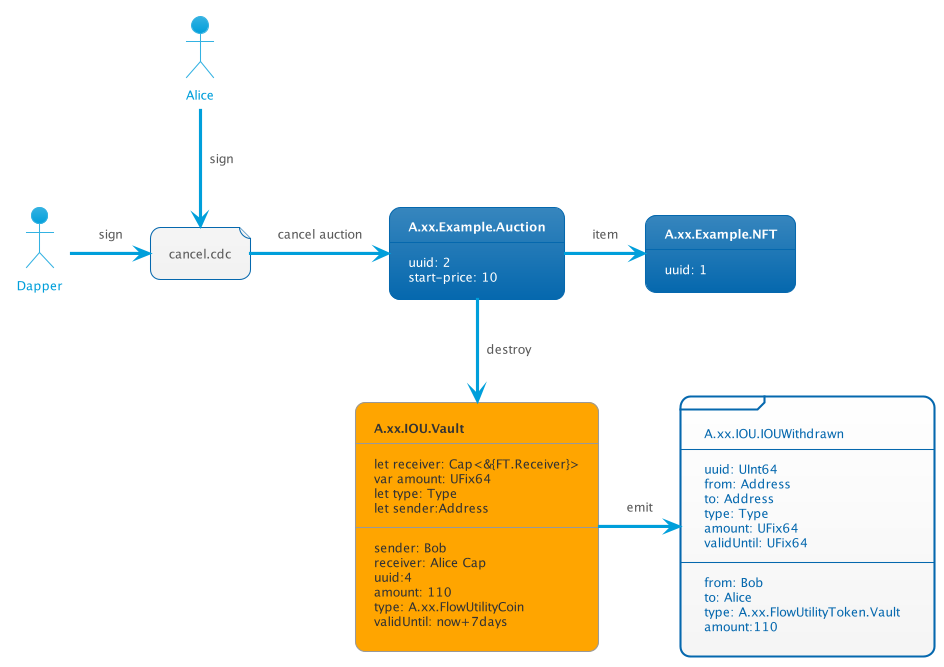 Alice
sign
Dapper
sign
cancel.cdc
cancel auction
A.xx.Example.Auction
uuid: 2
start-price: 10
item
A.xx.Example.NFT
uuid: 1
destroy
A.xx.IOU.Vault
let receiver: Cap<&{FT.Receiver}>
var amount: UFix64
let type: Type
let sender:Address
sender: Bob
receiver: Alice Cap
uuid:4
amount: 110
type: A.xx.FlowUtilityCoin
validUntil: now+7days
emit
A.xx.IOU.IOUWithdrawn
uuid: UInt64
from: Address
to: Address
type: Type
amount: UFix64
validUntil: UFix64
from: Bob
to: Alice
type: A.xx.FlowUtilityToken.Vault
amount:110